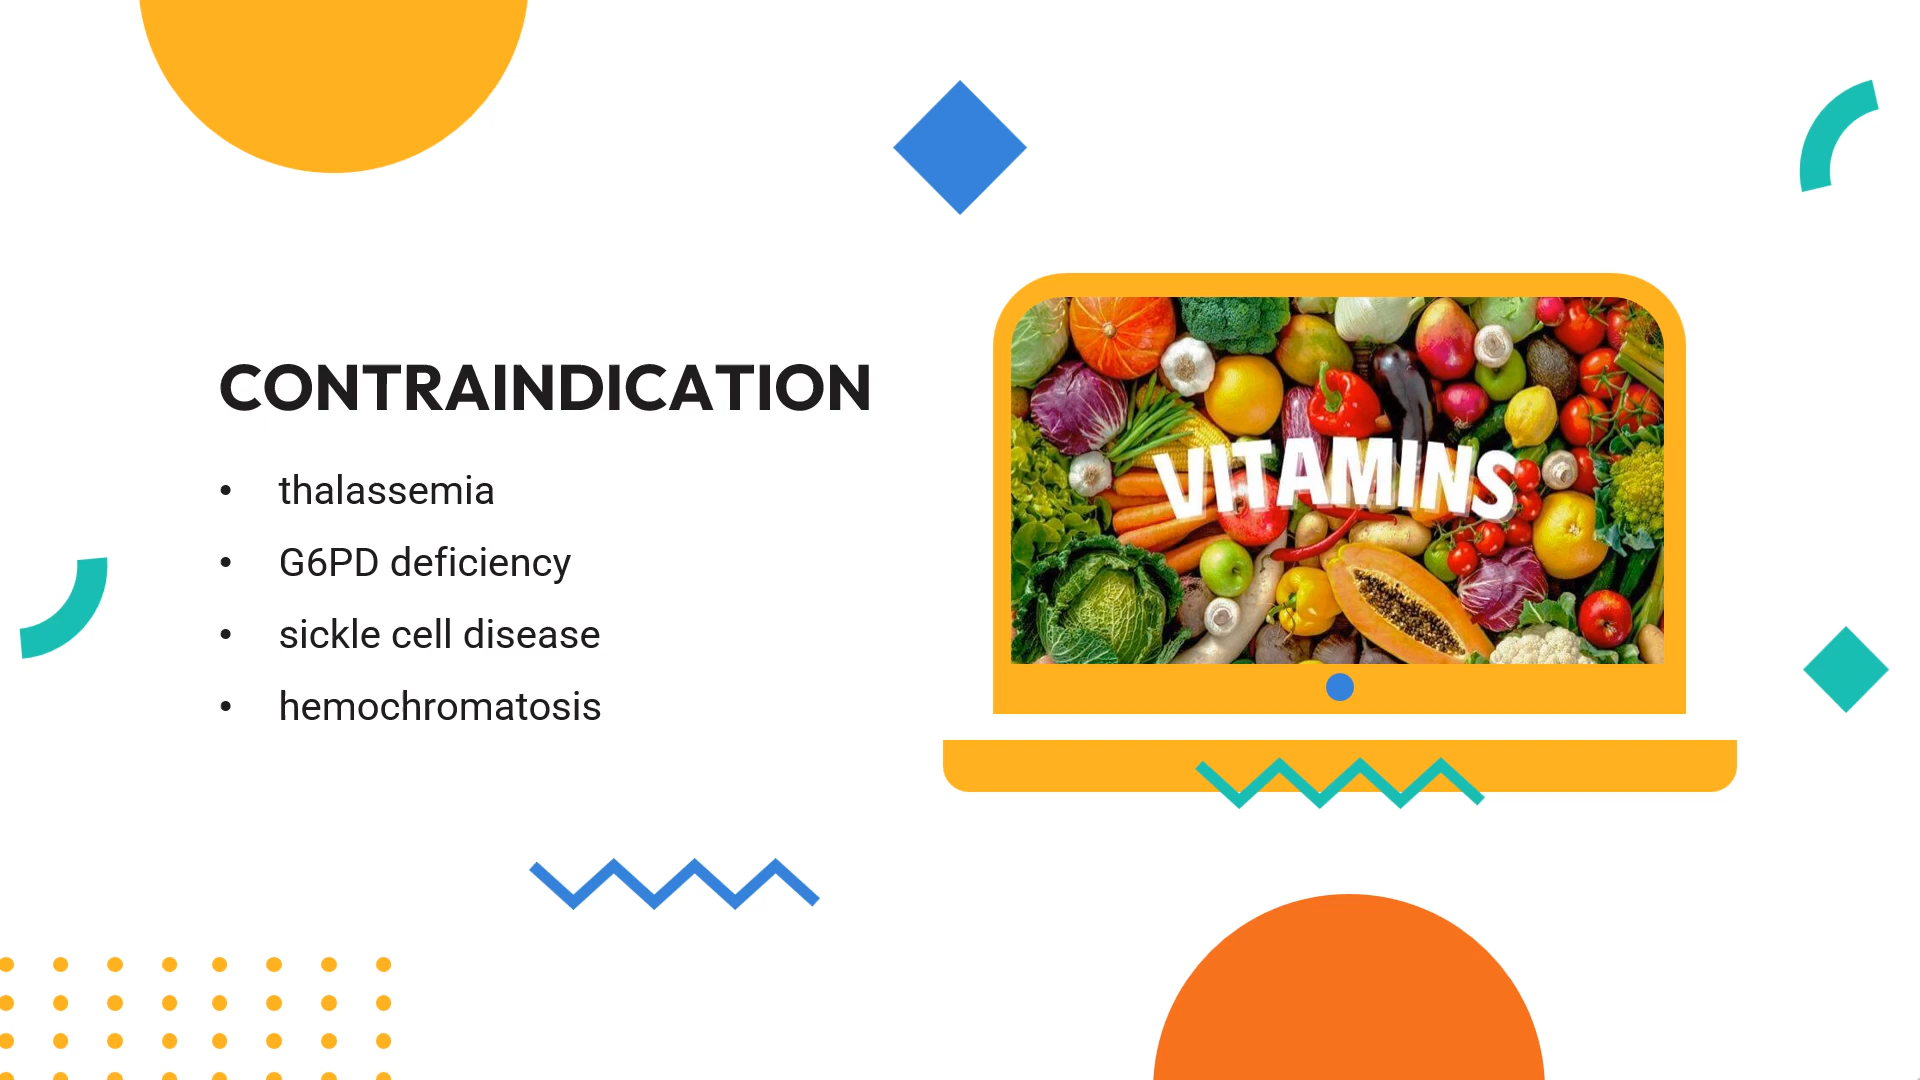 CONTRAINDICATION
• thalassemia
• G6PD deficiency
• sickle cell disease
• hemochromatosis
VITAMINS